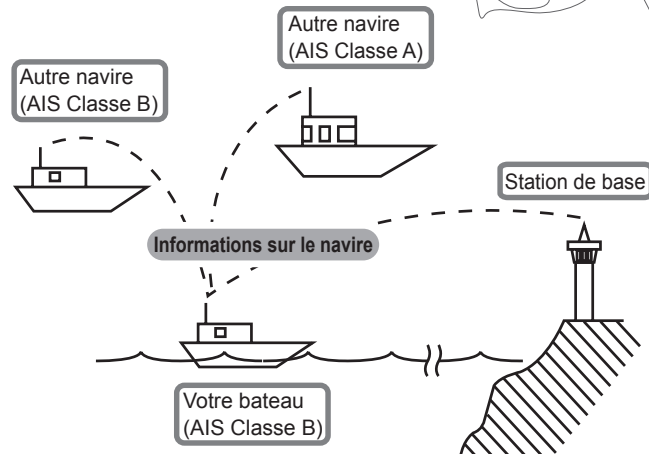 Autre navire
(AIS Classe A)
Autre navire
(AIS Classe B)
Station de base
Informations sur le navire
Votre bateau
(AIS Classe B)